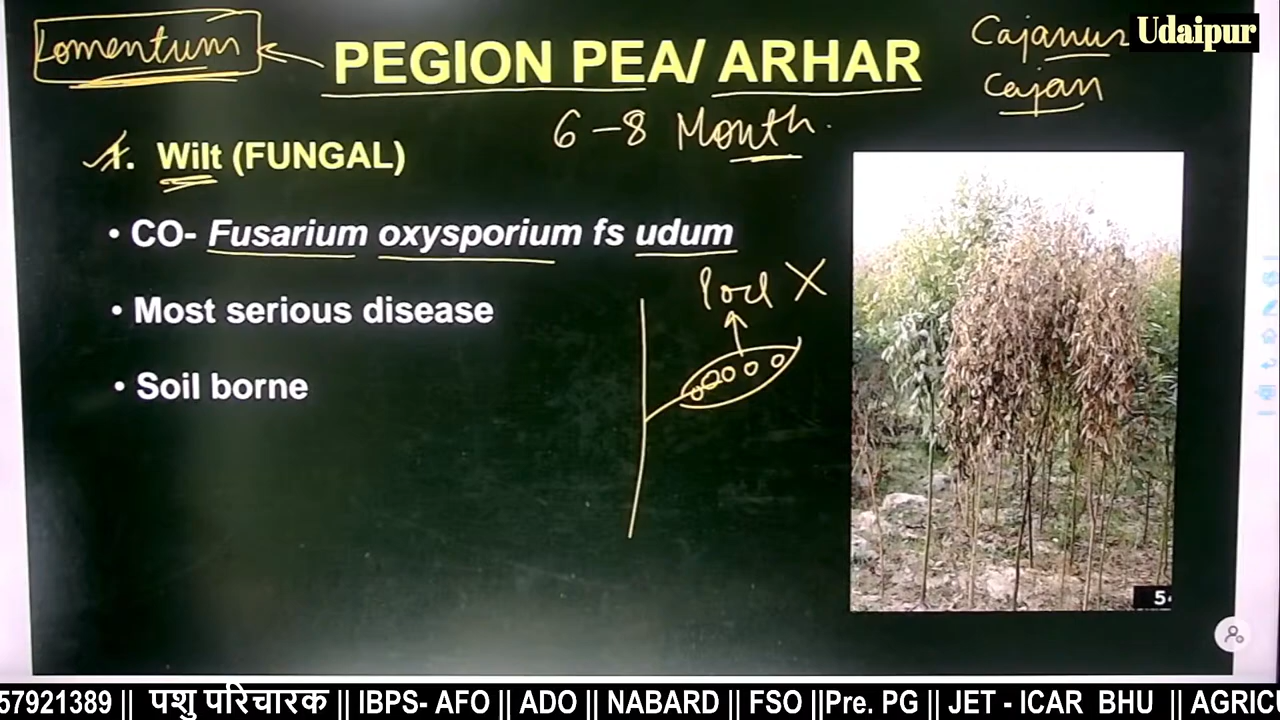 Lomentum
PEGION PEA/ ARHAR
Cajanus
Cajan
Udaipur
6-8 Month.
1. Wilt (FUNGAL)
• CO- Fusarium oxysporium fs udum
Pod X
• Most serious disease
• Soil borne
5
57921389 || पशु परिचारक || IBPS- AFO || ADO || NABARD || FSO ||Pre. PG || JET - ICAR BHU || AGRICU